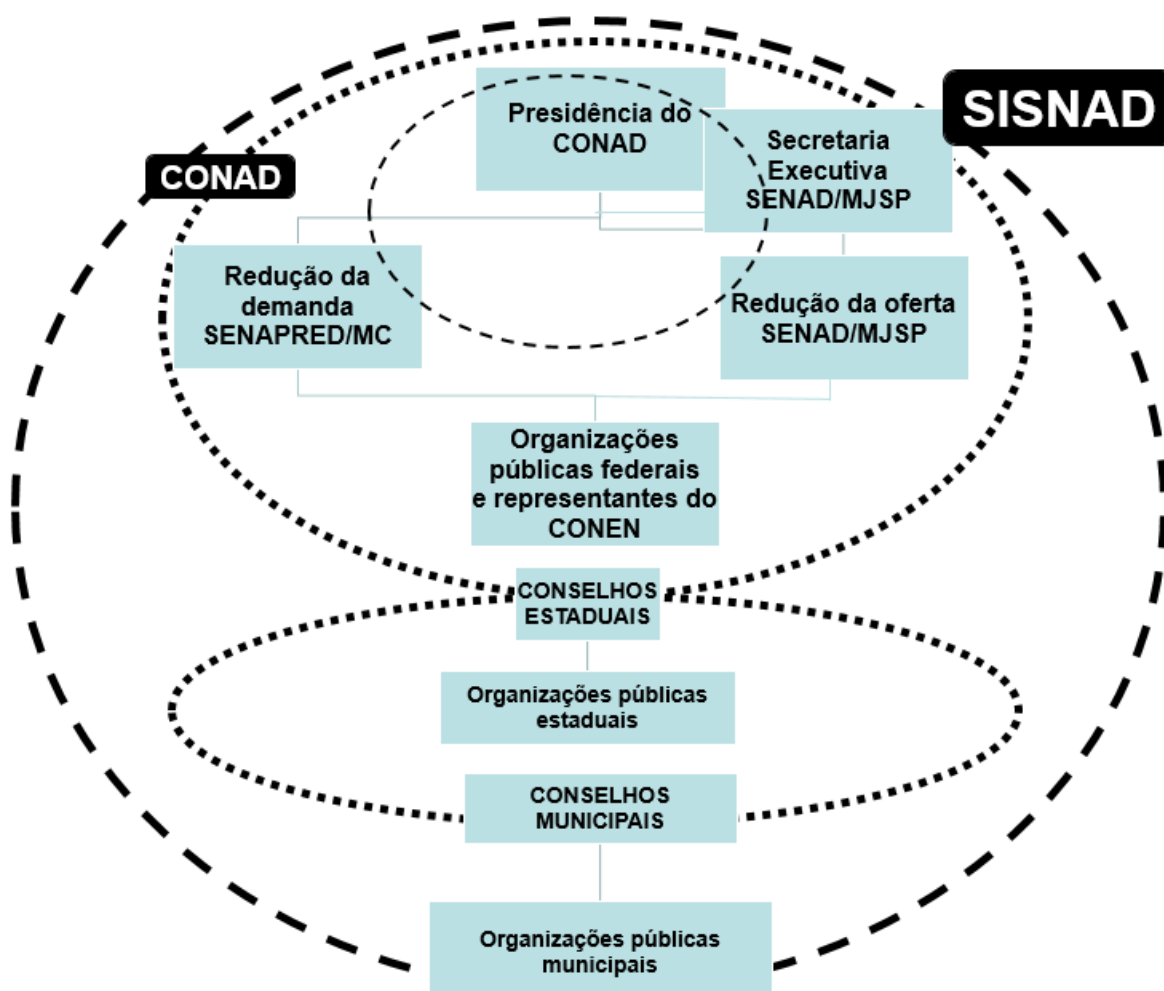 SISNAD
CONAD
Presidência do
CONAD
Secretaria
Executiva
SENAD/MJSP
Redução da
demanda
SENAPRED/MC
Redução da oferta
SENAD/MJSP
Organizações
públicas federais
e representantes do
CONEN
CONSELHOS
ESTADUAIS
Organizações públicas
estaduais
CONSELHOS
MUNICIPAIS
Organizações públicas
municipais